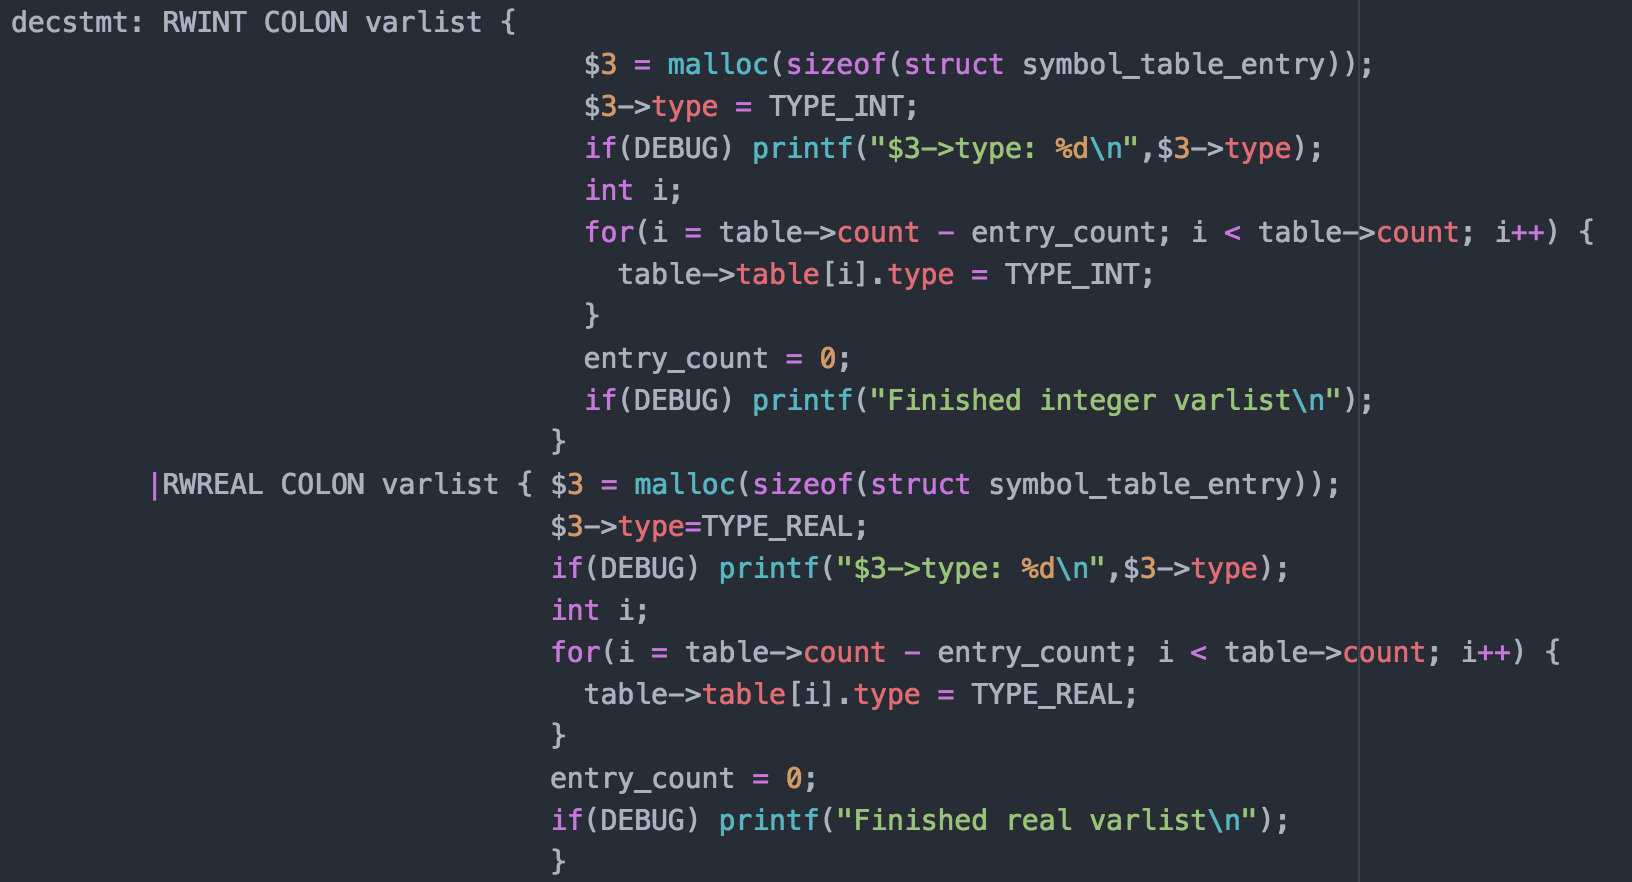 decstmt: RWINT COLON varlist {
$3 = malloc(sizeof(struct symbol_table_entry));
$3->type = TYPE_INT;
if(DEBUG) printf("$3->type: %d\n",$3->type);
int i;
for(i = table->count - entry_count; i < table->count; i++) {
table->table[i].type = TYPE_INT;
}
entry_count = 0;
if(DEBUG) printf("Finished integer varlist\n");
}
|RWREAL COLON varlist { $3 = malloc(sizeof(struct symbol_table_entry));
$3->type=TYPE_REAL;
if(DEBUG) printf("$3->type: %d\n",$3->type);
int i;
for(i = table->count - entry_count; i < table->count; i++) {
table->table[i].type = TYPE_REAL;
}
entry_count = 0;
if(DEBUG) printf("Finished real varlist\n");
}